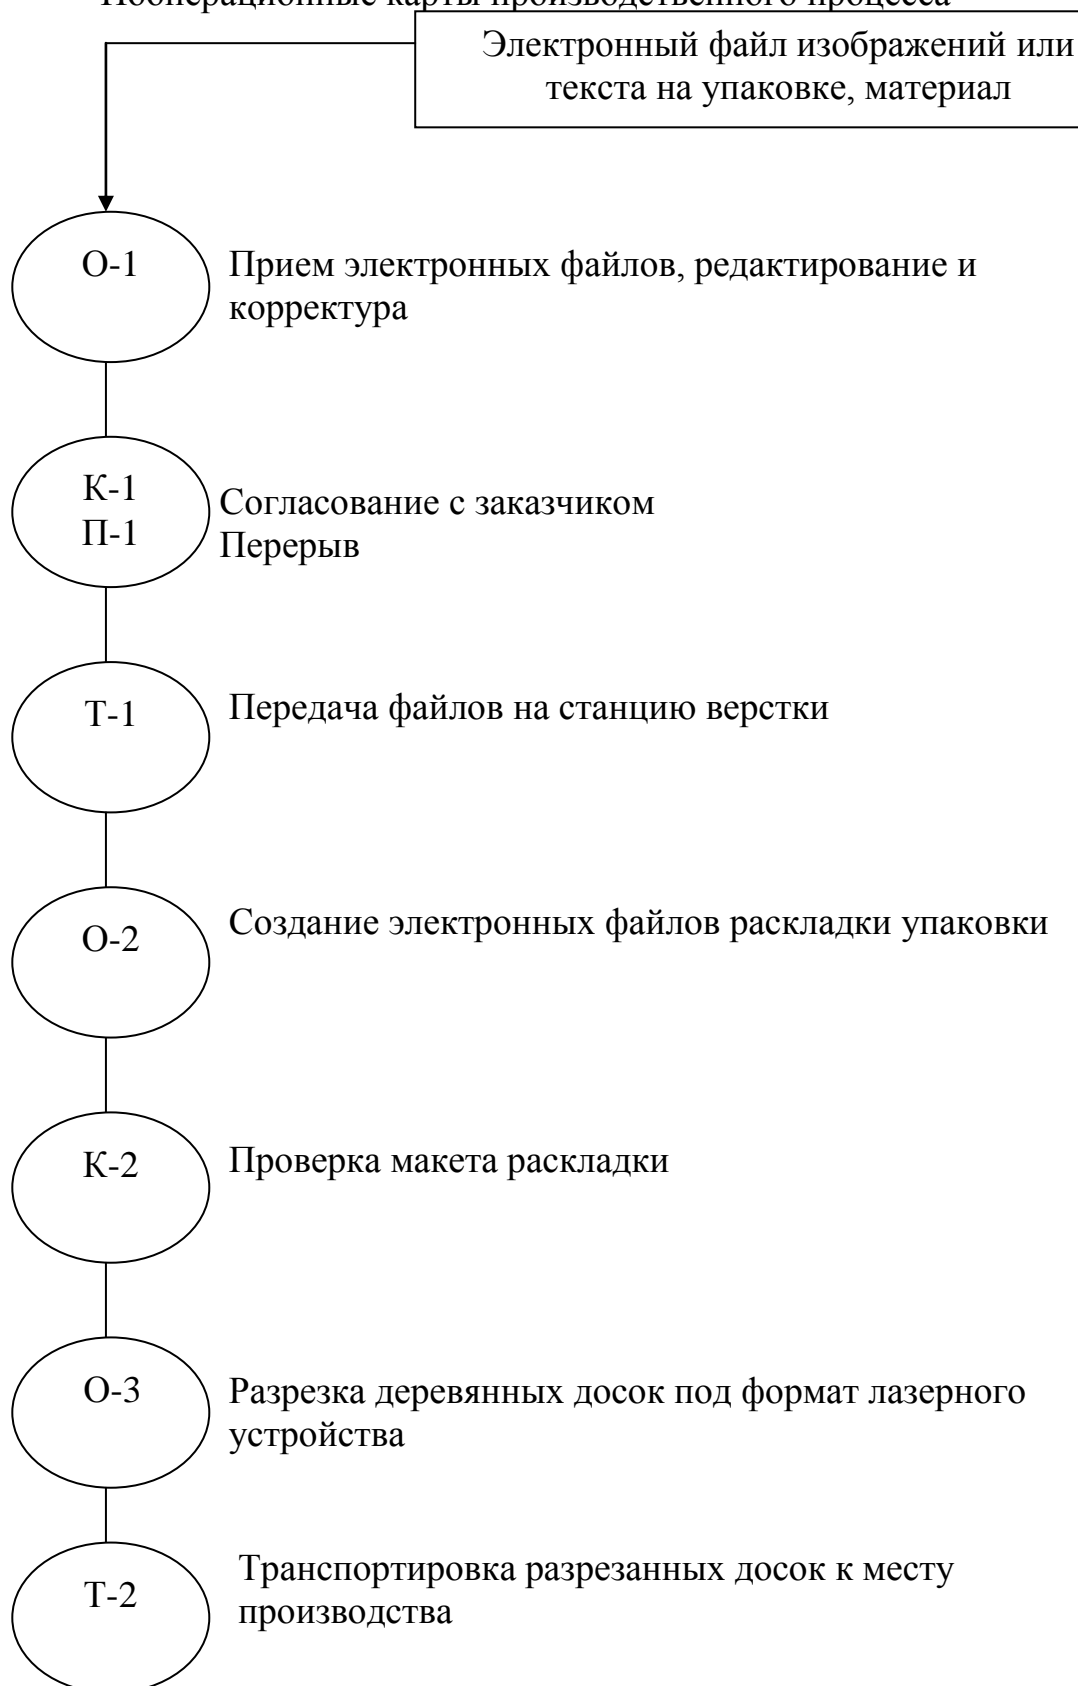 Пооперационные карты производственного процесса
Электронный файл изображений или
текста на упаковке, материал
О-1
Прием электронных файлов, редактирование и
корректура
К-1
П-1
Согласование с заказчиком
Перерыв
Т-1
Передача файлов на станцию верстки
О-2
Создание электронных файлов раскладки упаковки
К-2
Проверка макета раскладки
О-3
Разрезка деревянных досок под формат лазерного
устройства
Т-2
Транспортировка разрезанных досок к месту
производства